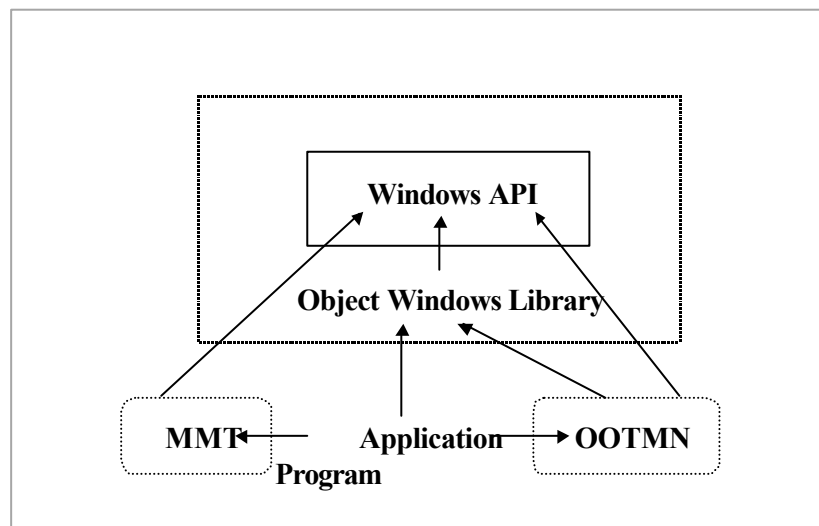 Windows API
Object Windows Library
MMT Application OOTMN
Program